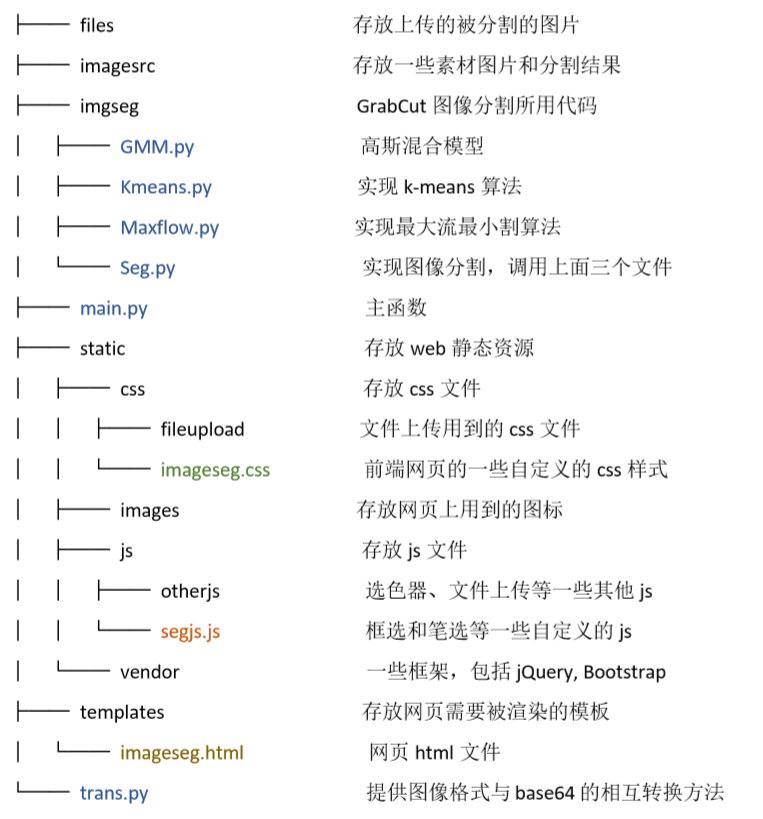 ├── files 存放上传的被分割的图片
├── imagesrc 存放一些素材图片和分割结果
├── imgseg GrabCut 图像分割所用代码
│ ├── GMM.py 高斯混合模型
│ ├── Kmeans.py 实现 k-means 算法
│ ├── Maxflow.py 实现最大流最小割算法
│ └── Seg.py 实现图像分割，调用上面三个文件
├── main.py 主函数
├── static 存放 web 静态资源
│ ├── css 存放 css 文件
│ │ ├── fileupload 文件上传用到的 css 文件
│ │ └── imageseg.css 前端网页的一些自定义的 css 样式
│ ├── images 存放网页上用到的图标
│ ├── js 存放 js 文件
│ │ ├── otherjs 选色器、文件上传等一些其他 js
│ │ └── segjs.js 框选和笔选等一些自定义的 js
│ └── vendor 一些框架，包括 jQuery, Bootstrap
├── templates 存放网页需要被渲染的模板
│ └── imageseg.html 网页 html 文件
└── trans.py 提供图像格式与 base64 的相互转换方法